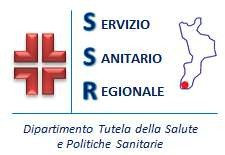 SERVIZIO
SANITARIO
REGIONALE
Dipartimento Tutela della Salute
e Politiche Sanitarie